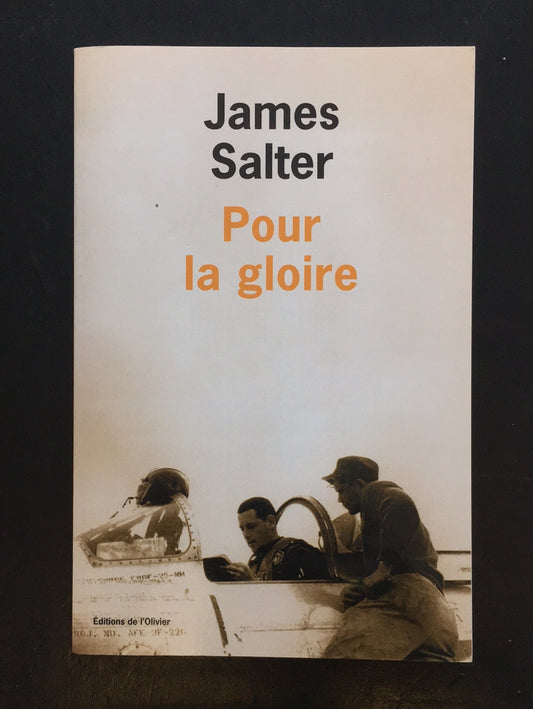 James
Salter
Pour
la gloire
Éditions de l'Olivier